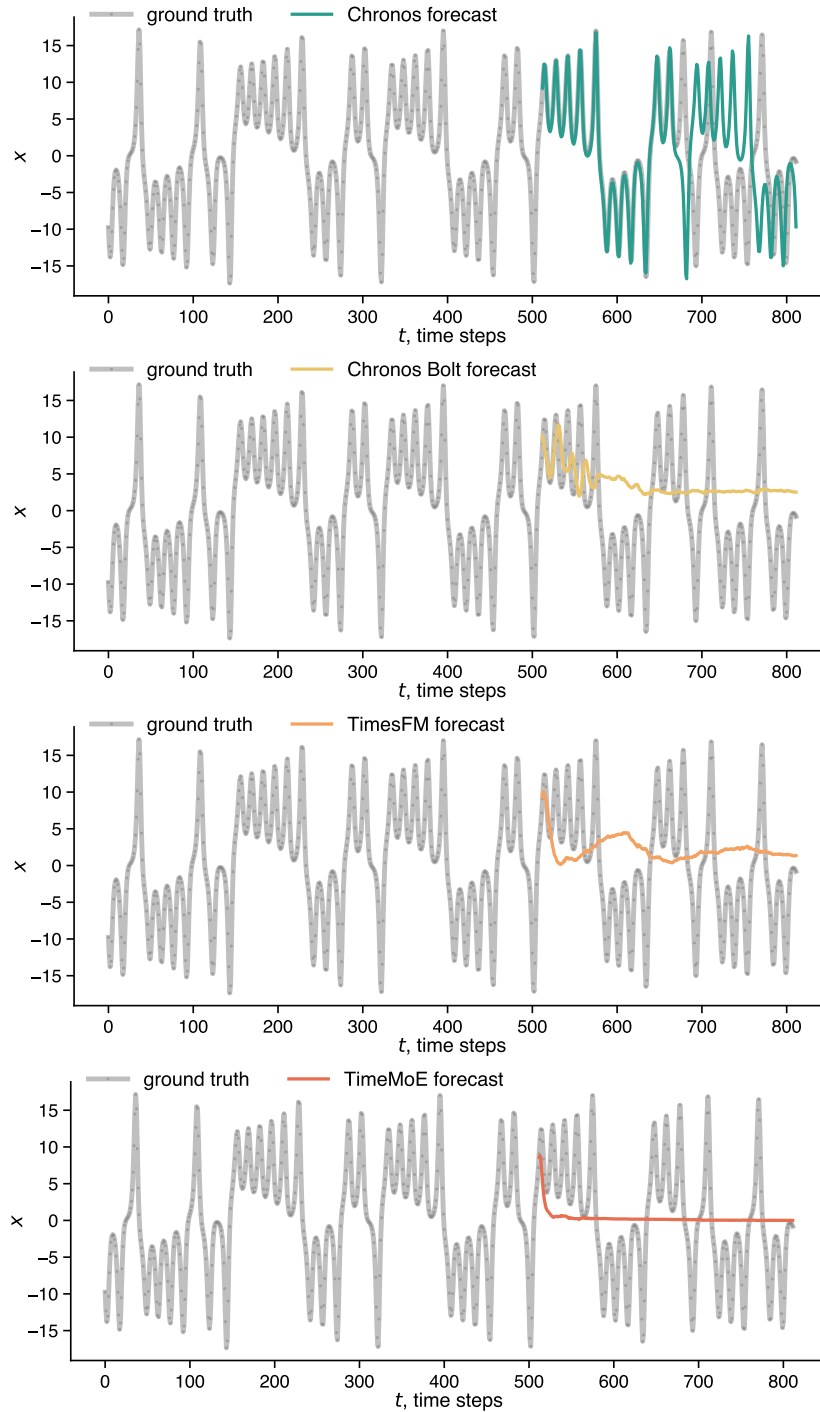 ground truth Chronos forecast
15
10
5
0
−5
−10
−15
x
0 100 200 300 400 500 600 700 800
t, time steps
ground truth Chronos Bolt forecast
15
10
5
0
−5
−10
−15
x
0 100 200 300 400 500 600 700 800
t, time steps
ground truth TimesFM forecast
15
10
5
0
−5
−10
−15
x
0 100 200 300 400 500 600 700 800
t, time steps
ground truth TimeMoE forecast
15
10
5
0
−5
−10
−15
x
0 100 200 300 400 500 600 700 800
t, time steps